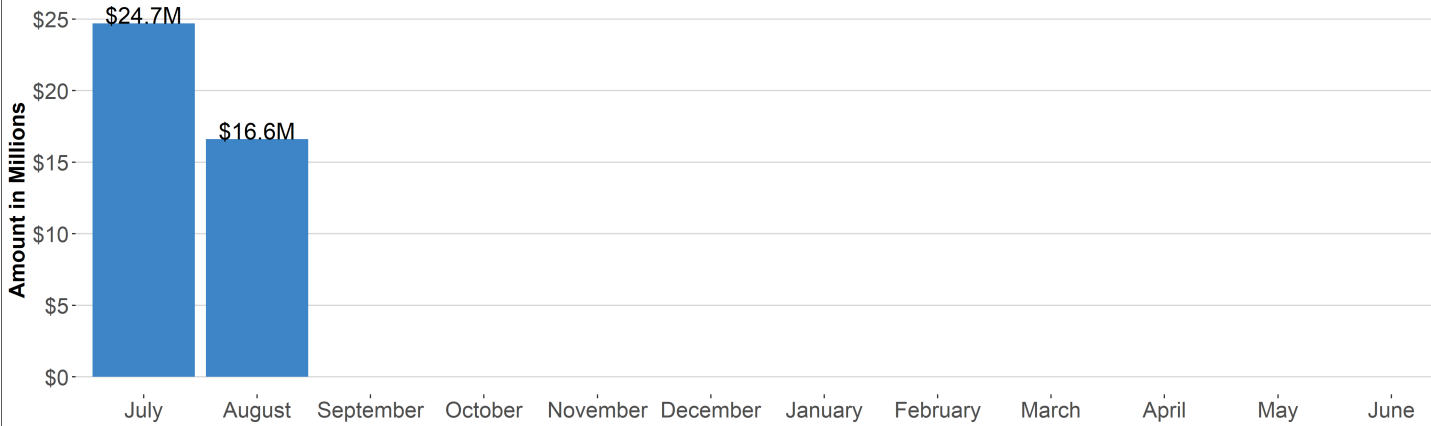 Amount in Millions
$25
$20
$15
$10
$5
$0
$24.7M
$16.6M
July August September October November December January February March April May June